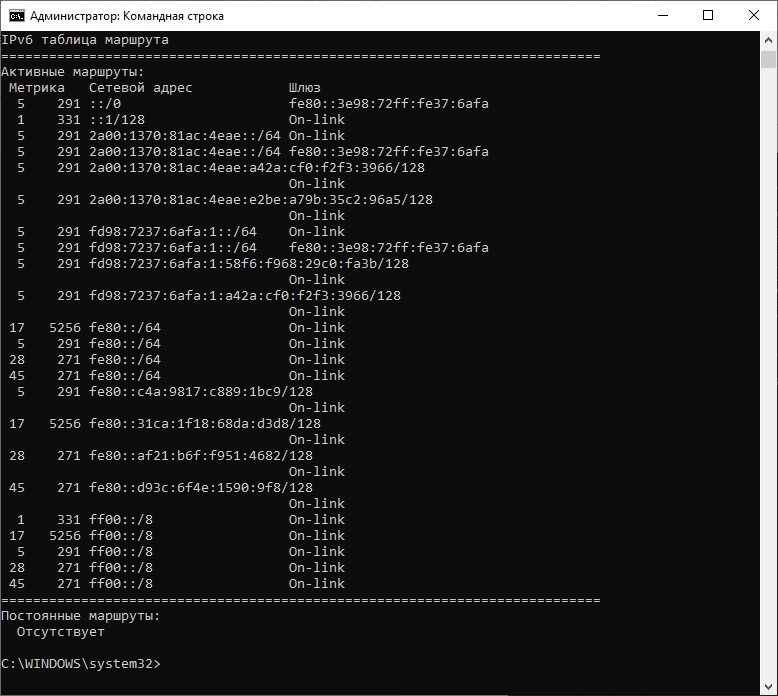 Администратор: Командная строка
IPv6 таблица маршрута
===========================================================================
Активные маршруты:
 Метрика   Сетевой адрес            Шлюз
  5    291 ::/0                     fe80::3e98:72ff:fe37:6afa
  1    331 ::1/128                  On-link
  5    291 2a00:1370:81ac:4eae::/64 On-link
  5    291 2a00:1370:81ac:4eae::/64 fe80::3e98:72ff:fe37:6afa
  5    291 2a00:1370:81ac:4eae:a42a:cf0:f2f3:3966/128
                                    On-link
  5    291 2a00:1370:81ac:4eae:e2be:a79b:35c2:96a5/128
                                    On-link
  5    291 fd98:7237:6afa:1::/64    On-link
  5    291 fd98:7237:6afa:1::/64    fe80::3e98:72ff:fe37:6afa
  5    291 fd98:7237:6afa:1:58f6:f968:29c0:fa3b/128
                                    On-link
  5    291 fd98:7237:6afa:1:a42a:cf0:f2f3:3966/128
                                    On-link
 17   5256 fe80::/64                On-link
  5    291 fe80::/64                On-link
 28    271 fe80::/64                On-link
 45    271 fe80::/64                On-link
  5    291 fe80::c4a:9817:c889:1bc9/128
                                    On-link
 17   5256 fe80::31ca:1f18:68da:d3d8/128
                                    On-link
 28    271 fe80::af21:b6f:f951:4682/128
                                    On-link
 45    271 fe80::d93c:6f4e:1590:9f8/128
                                    On-link
  1    331 ff00::/8                 On-link
 17   5256 ff00::/8                 On-link
  5    291 ff00::/8                 On-link
 28    271 ff00::/8                 On-link
 45    271 ff00::/8                 On-link
===========================================================================
Постоянные маршруты:
  Отсутствует
C:\WINDOWS\system32>